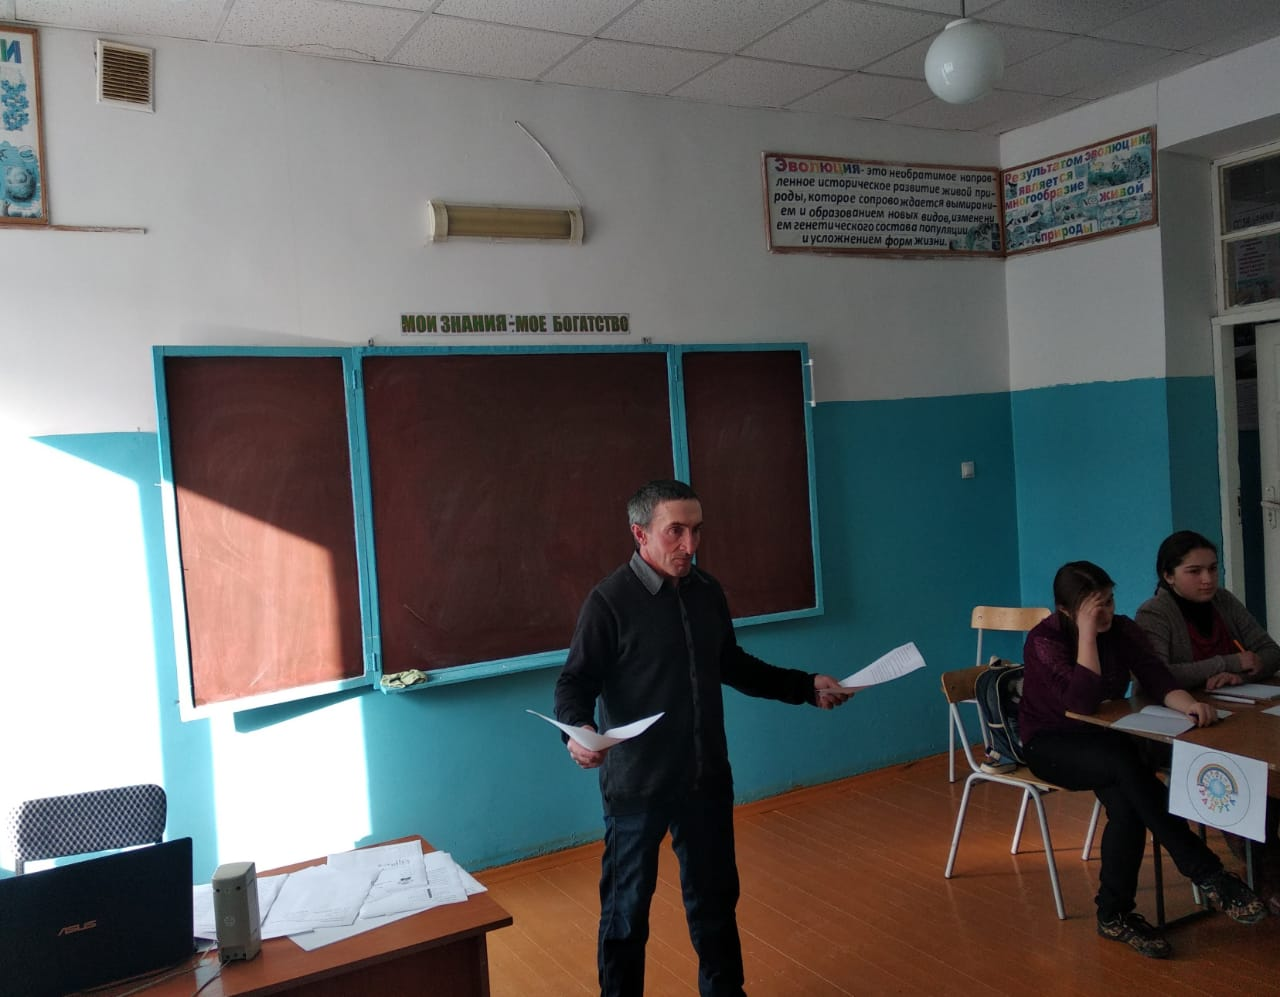 И
Эволюция - это необратимое направ-
ленное историческое развитие живой при-
роды, которое сопровождается вымирани-
ем и образованием новых видов, изменени
ем генетического состава популяции
и усложнением форм жизни.
Результатом эволюции
является
многообразие живой
природы
МОИ ЗНАНИЯ - МОЕ БОГАТСТВО
ASUS